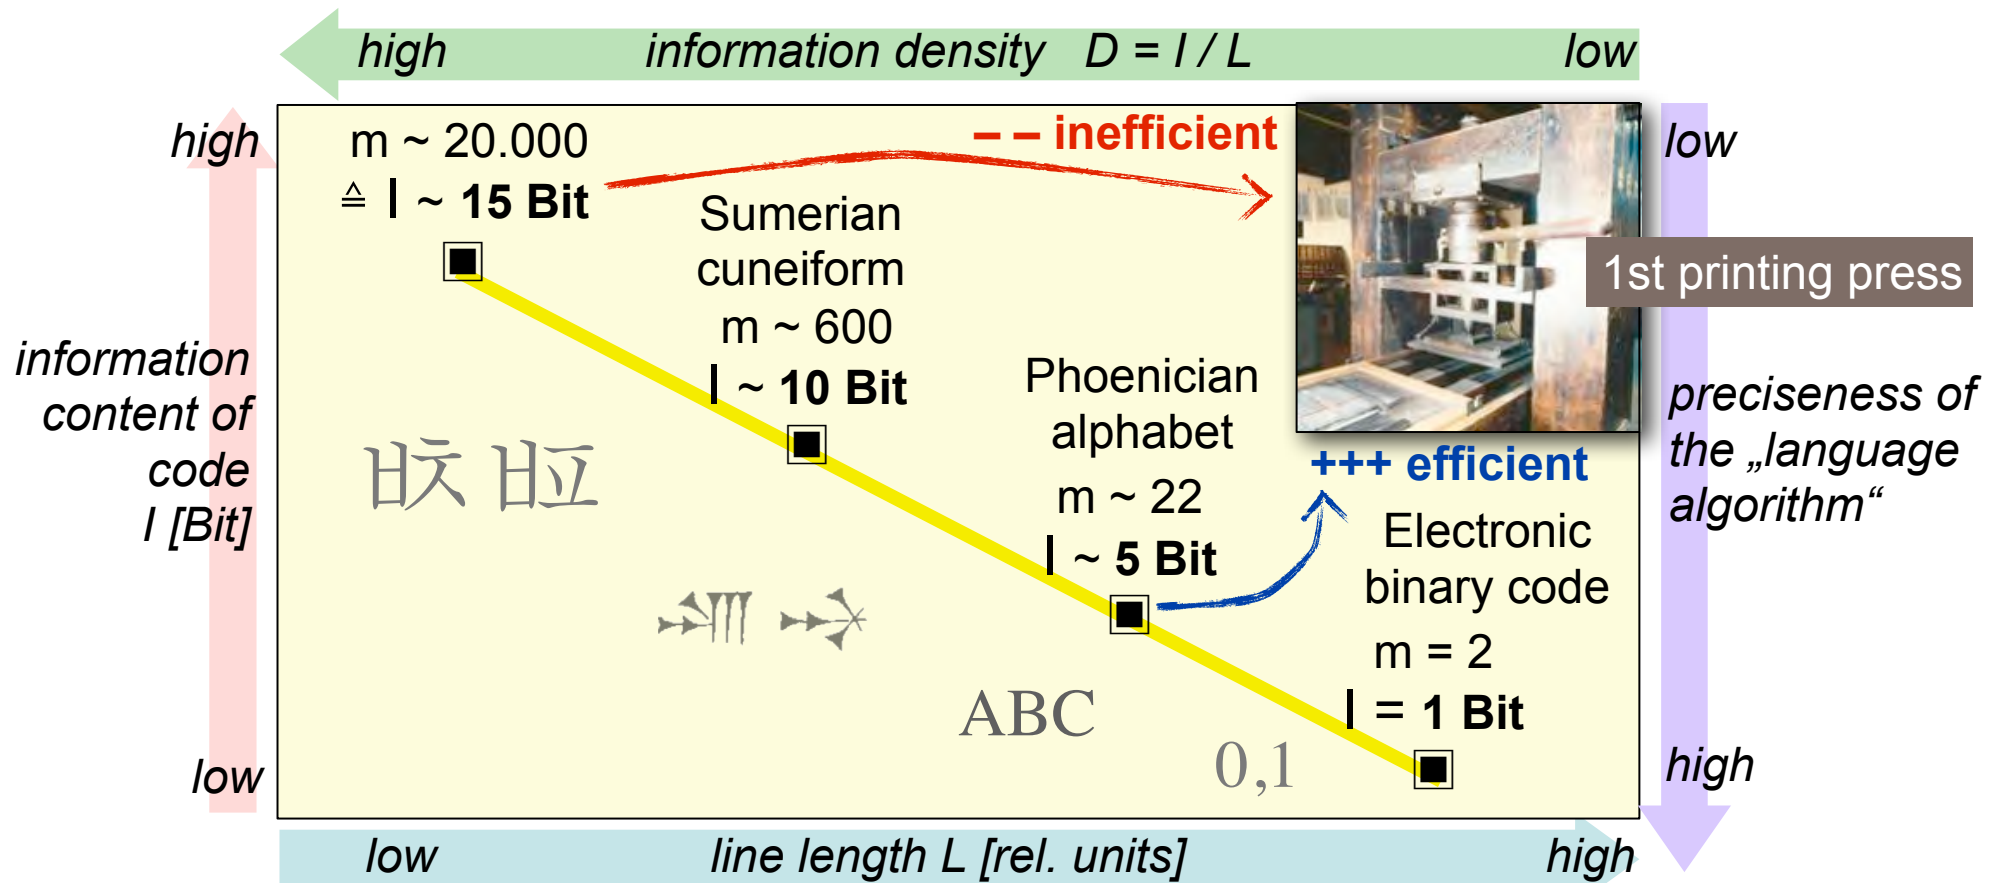 high information density D = I / L low
high
m ~ 20.000
≙ I ~ 15 Bit
– – inefficient
low
Sumerian
cuneiform
m ~ 600
I ~ 10 Bit
1st printing press
information
content of
code
I [Bit]
Phoenician
alphabet
m ~ 22
I ~ 5 Bit
+++ efficient
preciseness of
the „language
algorithm“
Electronic
binary code
m = 2
I = 1 Bit
ABC
0,1
low
high
low line length L [rel. units] high